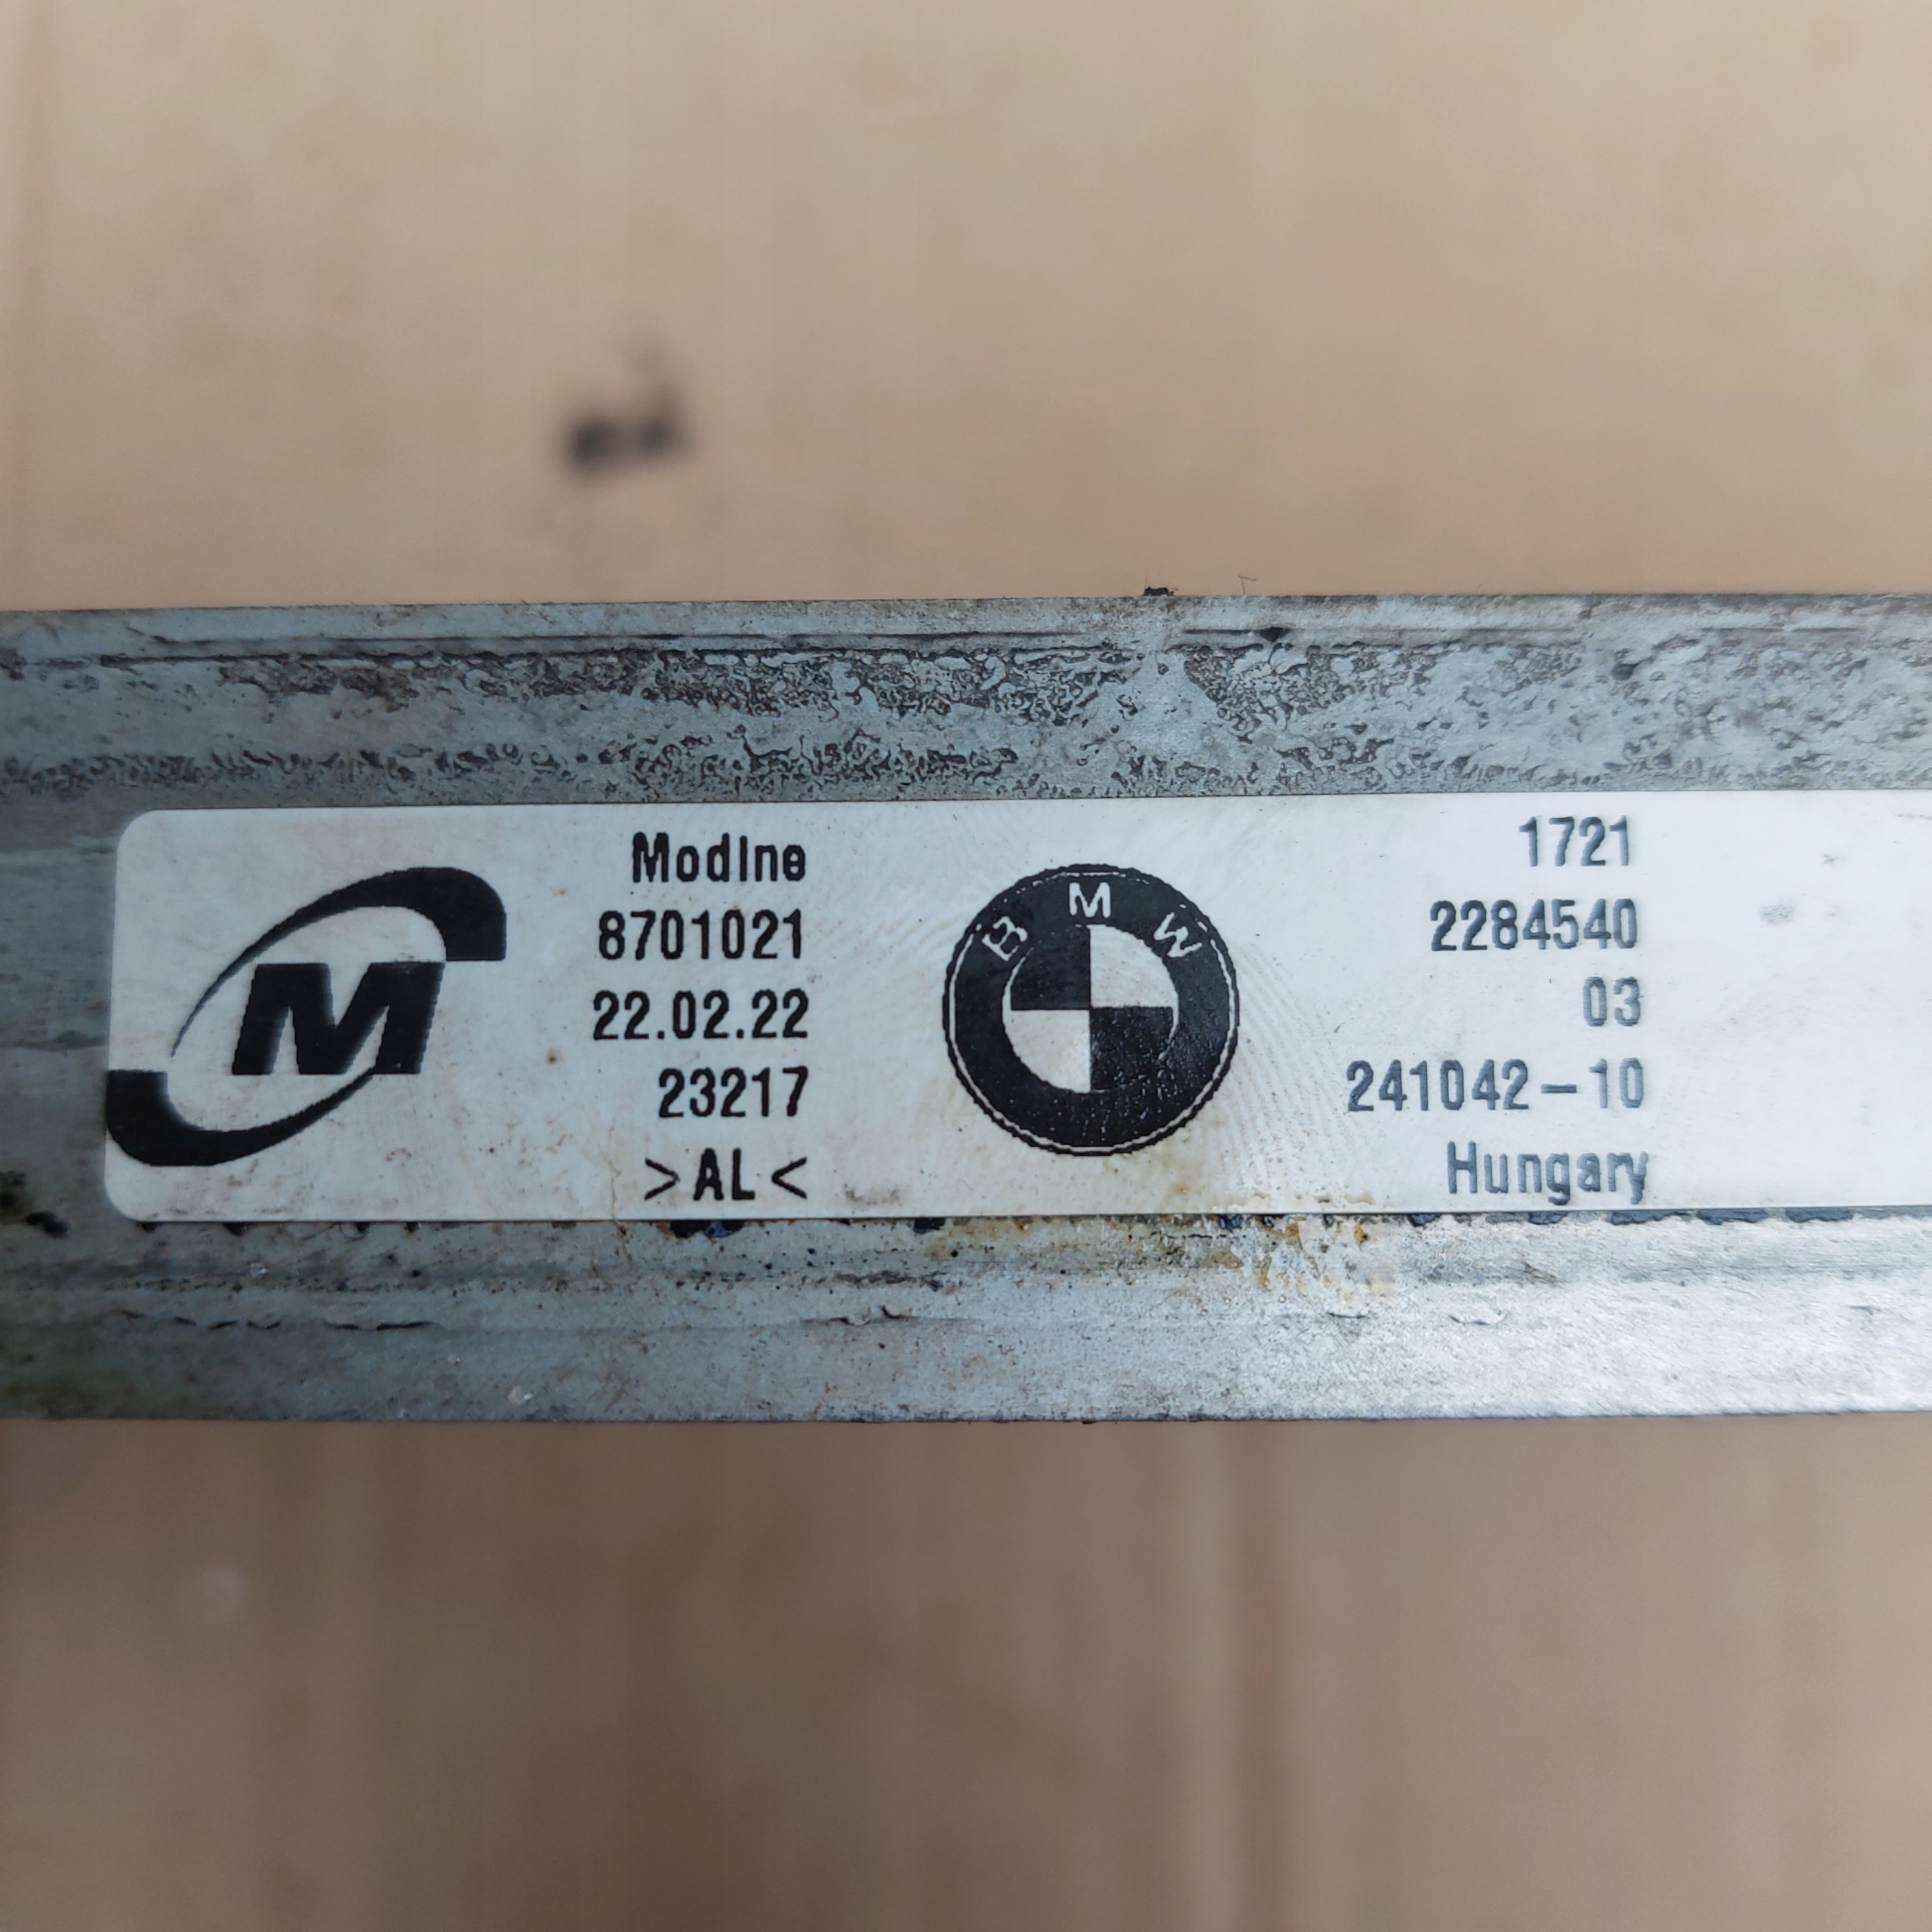 M
Modine
8701021
22.02.22
23217
>AL<
BMW
1721
2284540
03
241042-10
Hungary